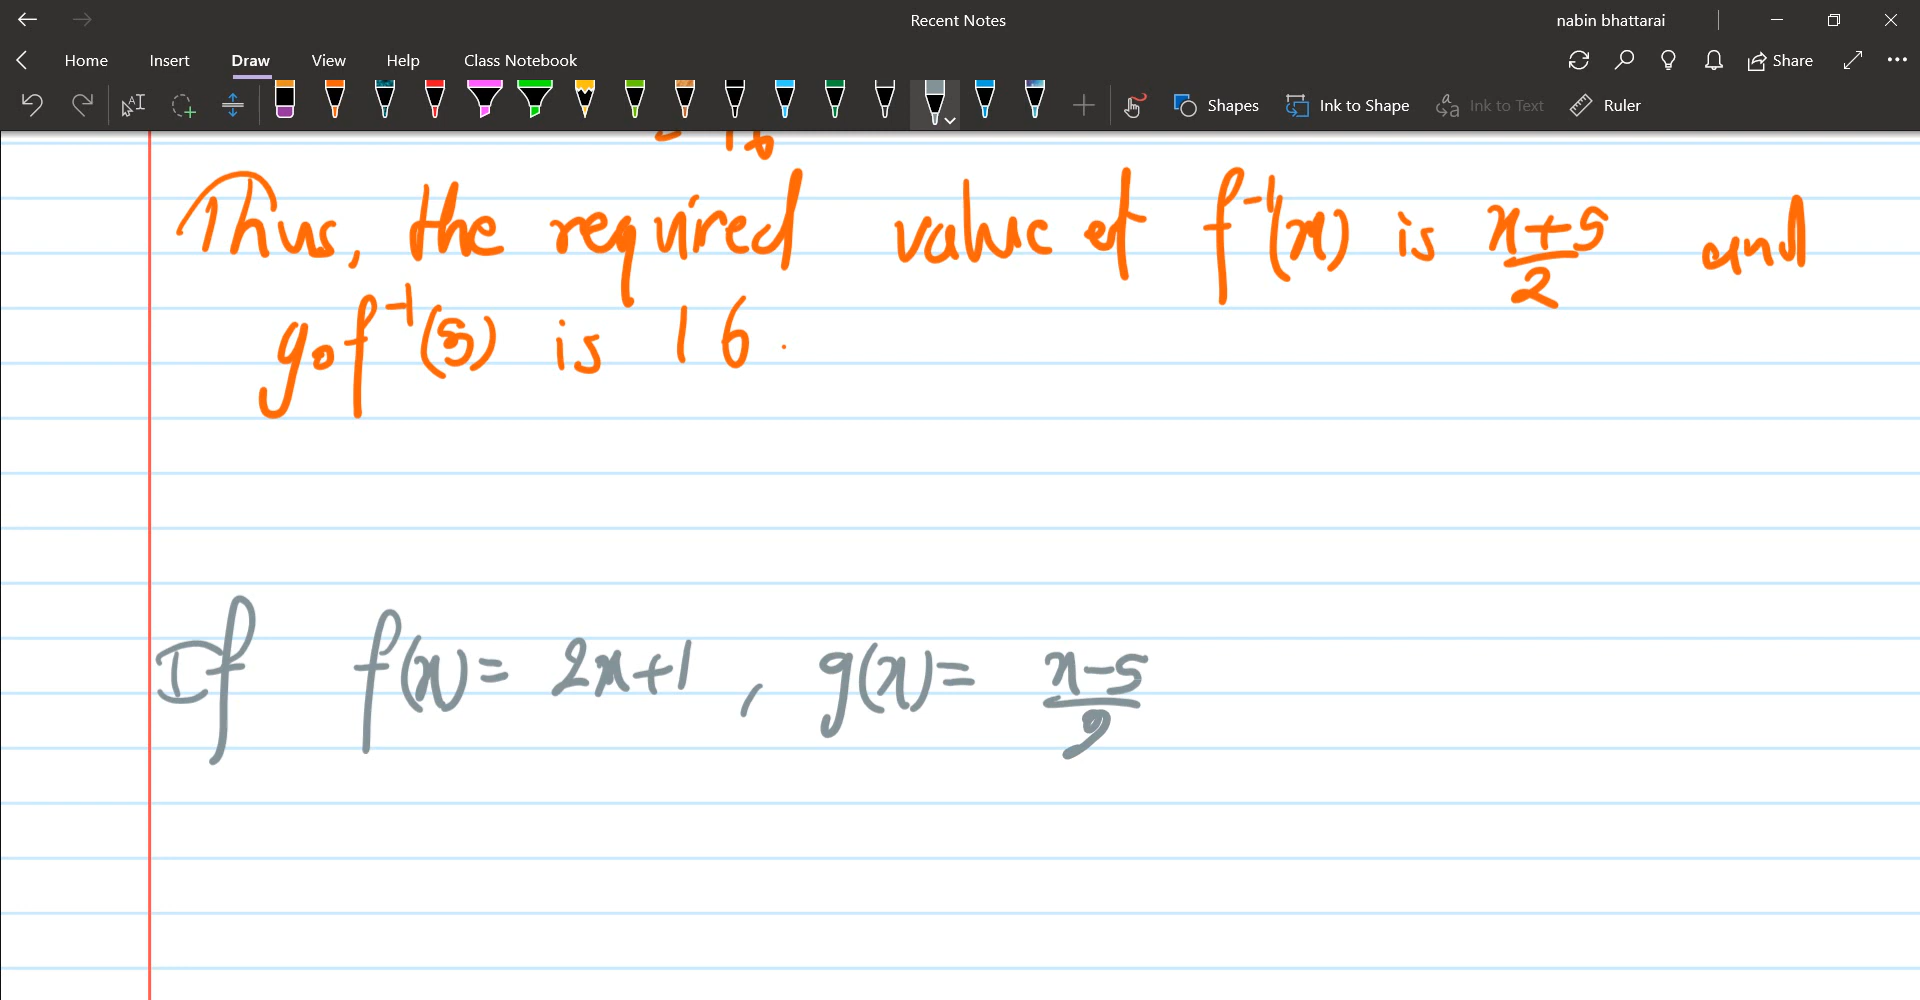 Recent Notes
nabin bhattarai
Home Insert Draw View Help Class Notebook
Share
Shapes Ink to Shape Ink to Text Ruler
= 16
Thus, the required value of f⁻¹(x) is (x+5)/2 and
gof⁻¹(5) is 16.
If f(x) = 2x+1, g(x) = (x-5)/9